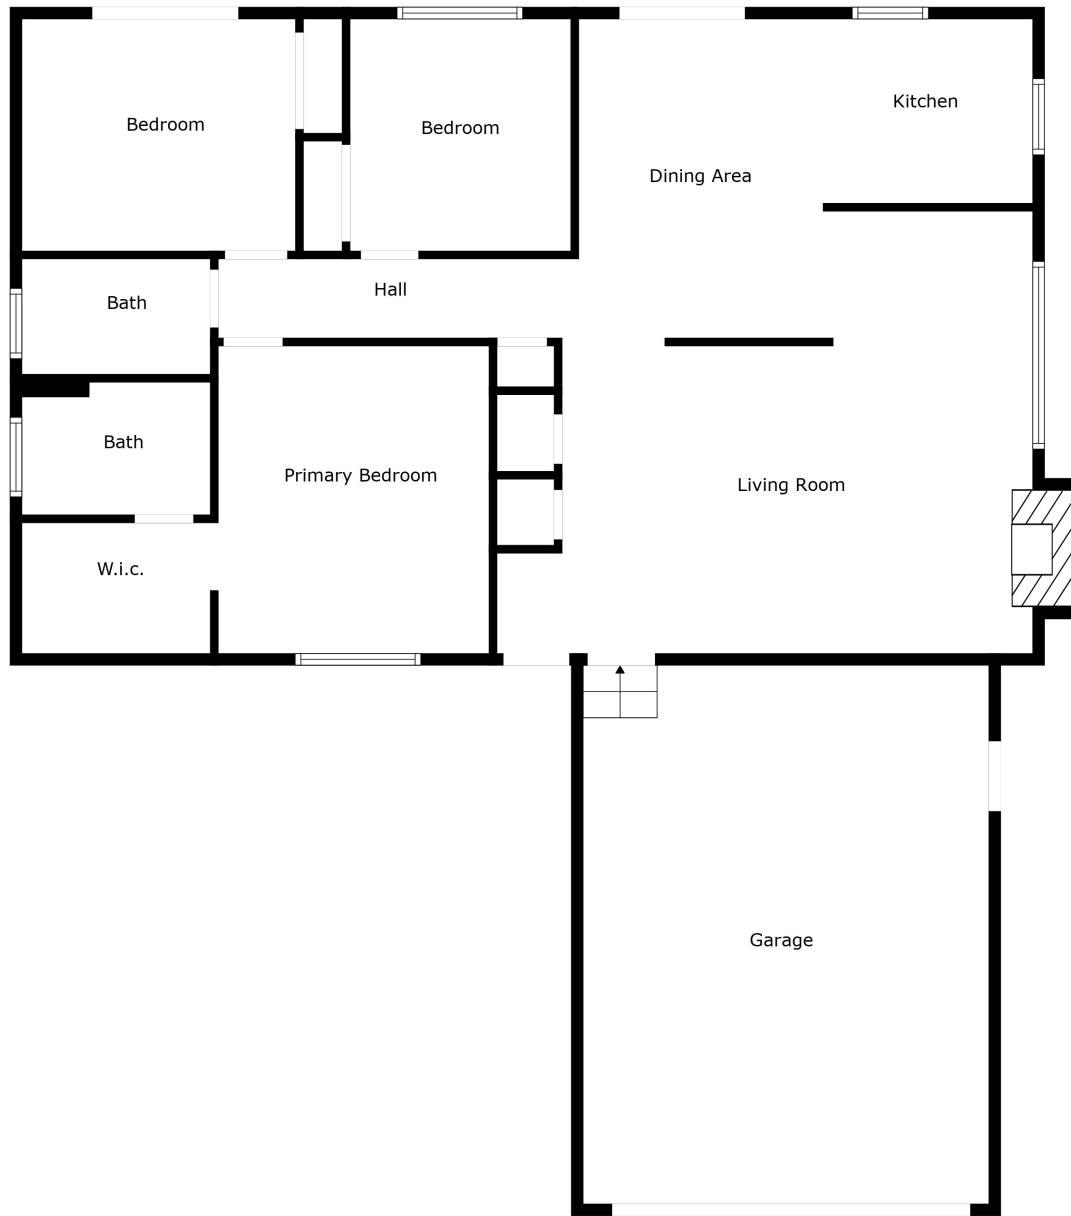 Kitchen
Bedroom
Bedroom
Dining Area
Hall
Bath
Bath
Primary Bedroom
Living Room
W.i.c.
Garage